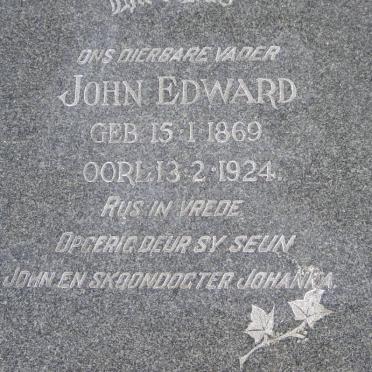 ONS DIERBARE VADER
JOHN EDWARD
GEB. 15·1·1869
OORL. 13·2·1924.
RUS IN VREDE.
OPGERIG DEUR SY SEUN
JOHN EN SKOONDOGTER JOHANNA.